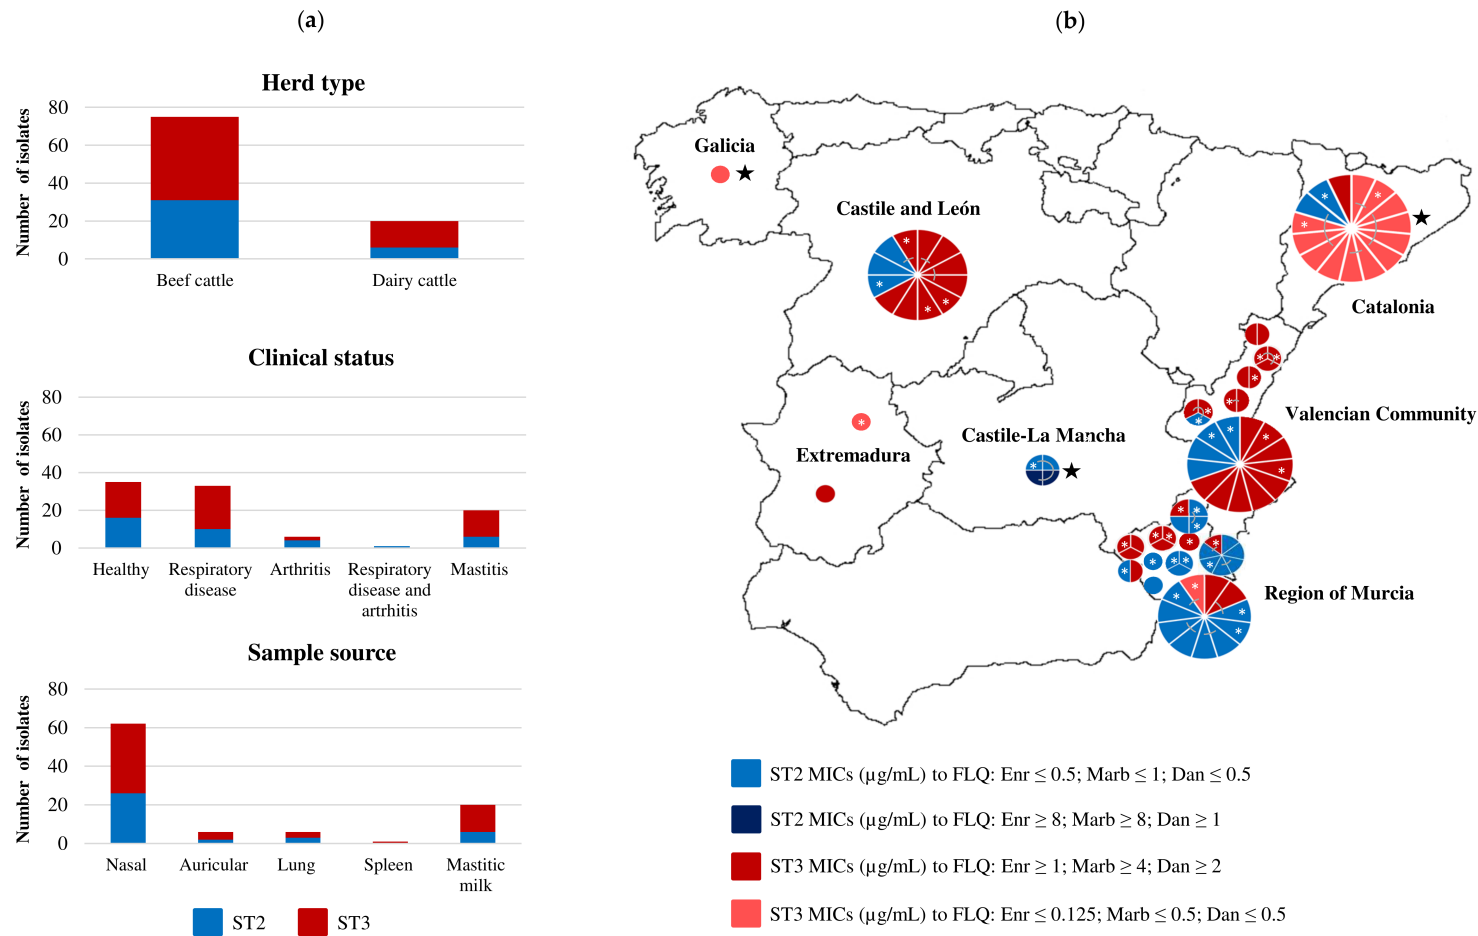 (a)
Herd type
Number of isolates
80
60
40
20
0
Beef cattle
Dairy cattle
Clinical status
Number of isolates
80
60
40
20
0
Healthy
Respiratory
disease
Arthritis
Respiratory
disease and
artrhitis
Mastitis
Sample source
Number of isolates
80
60
40
20
0
Nasal
Auricular
Lung
Spleen
Mastitic
milk
ST2
ST3
(b)
Galicia
Castile and León
Catalonia
Valencian Community
Castile-La Mancha
Extremadura
Region of Murcia
ST2 MICs (µg/mL) to FLQ: Enr ≤ 0.5; Marb ≤ 1; Dan ≤ 0.5
ST2 MICs (µg/mL) to FLQ: Enr ≥ 8; Marb ≥ 8; Dan ≥ 1
ST3 MICs (µg/mL) to FLQ: Enr ≥ 1; Marb ≥ 4; Dan ≥ 2
ST3 MICs (µg/mL) to FLQ: Enr ≤ 0.125; Marb ≤ 0.5; Dan ≤ 0.5